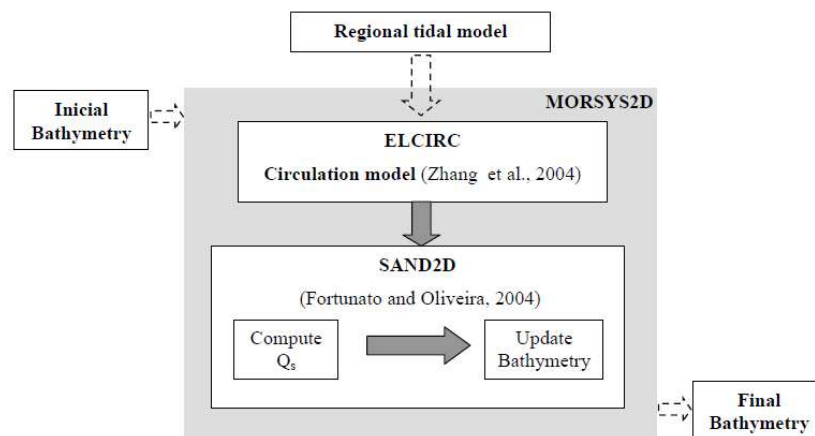 Regional tidal model
MORSYS2D
Inicial
Bathymetry
ELCIRC
Circulation model (Zhang et al., 2004)
SAND2D
(Fortunato and Oliveira, 2004)
Compute
Qs
Update
Bathymetry
Final
Bathymetry